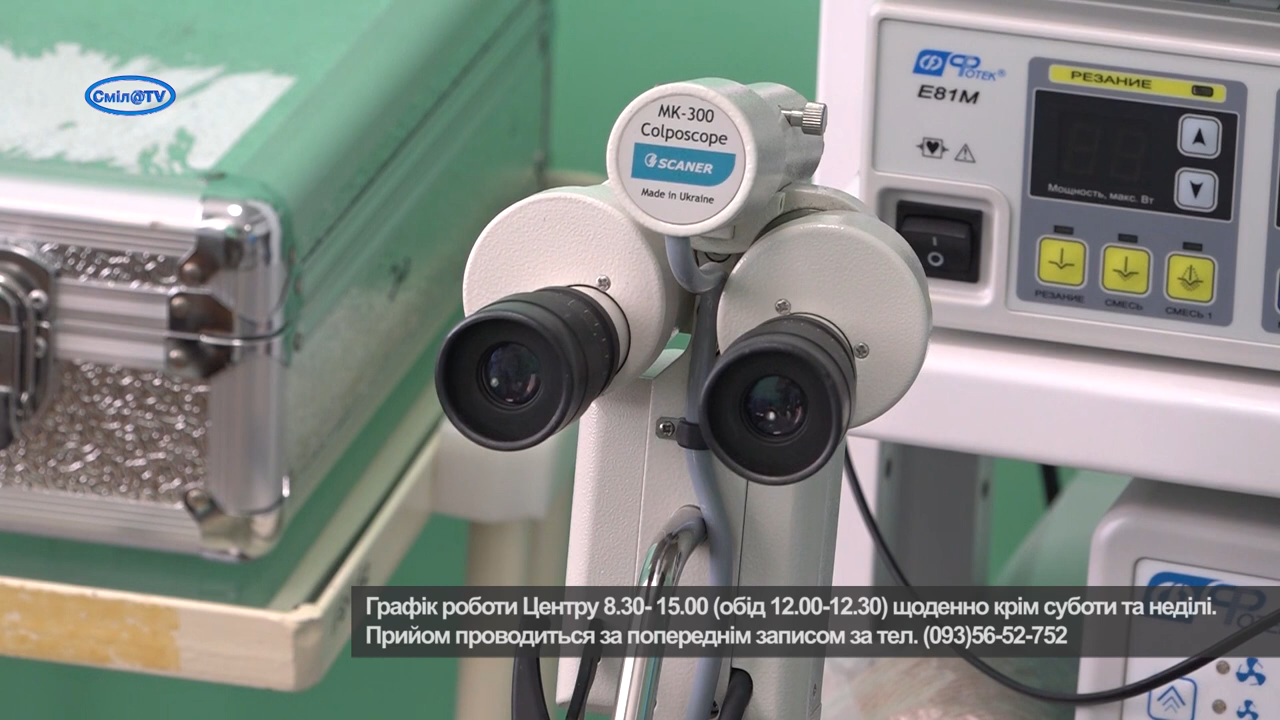 Сміл@TV
MK-300
Colposcope
SCANER
Made in Ukraine
ФОТЕК®
E81M
РЕЗАНИЕ
Мощность, макс. Вт
I
O
РЕЗАНИЕ
СМЕСЬ
СМЕСЬ 1
Графік роботи Центру 8.30- 15.00 (обід 12.00-12.30) щоденно крім суботи та неділі.
Прийом проводиться за попереднім записом за тел. (093)56-52-752